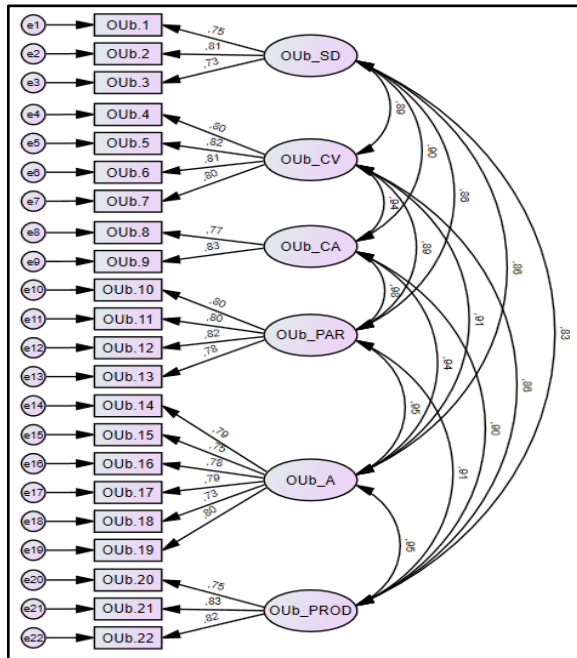 e1 OUb.1 ,75
e2 OUb.2 ,81 OUb_SD
e3 OUb.3 ,73
,89
e4 OUb.4 ,80 ,90
e5 OUb.5 ,82 ,86
e6 OUb.6 ,81 OUb_CV
e7 OUb.7 ,80 ,94
e8 OUb.8 ,77 ,89 ,86
e9 OUb.9 ,83 OUb_CA
e10 OUb.10 ,80 ,98 ,91
e11 OUb.11 ,80 ,83
e12 OUb.12 ,82 OUb_PAR
e13 OUb.13 ,78 ,94 ,86
e14 OUb.14 ,79 ,95 ,90
e15 OUb.15 ,75
e16 OUb.16 ,78 ,91
e17 OUb.17 ,79 OUb_A
e18 OUb.18 ,73
e19 OUb.19 ,80
,95
e20 OUb.20 ,75
e21 OUb.21 ,83 OUb_PROD
e22 OUb.22 ,82